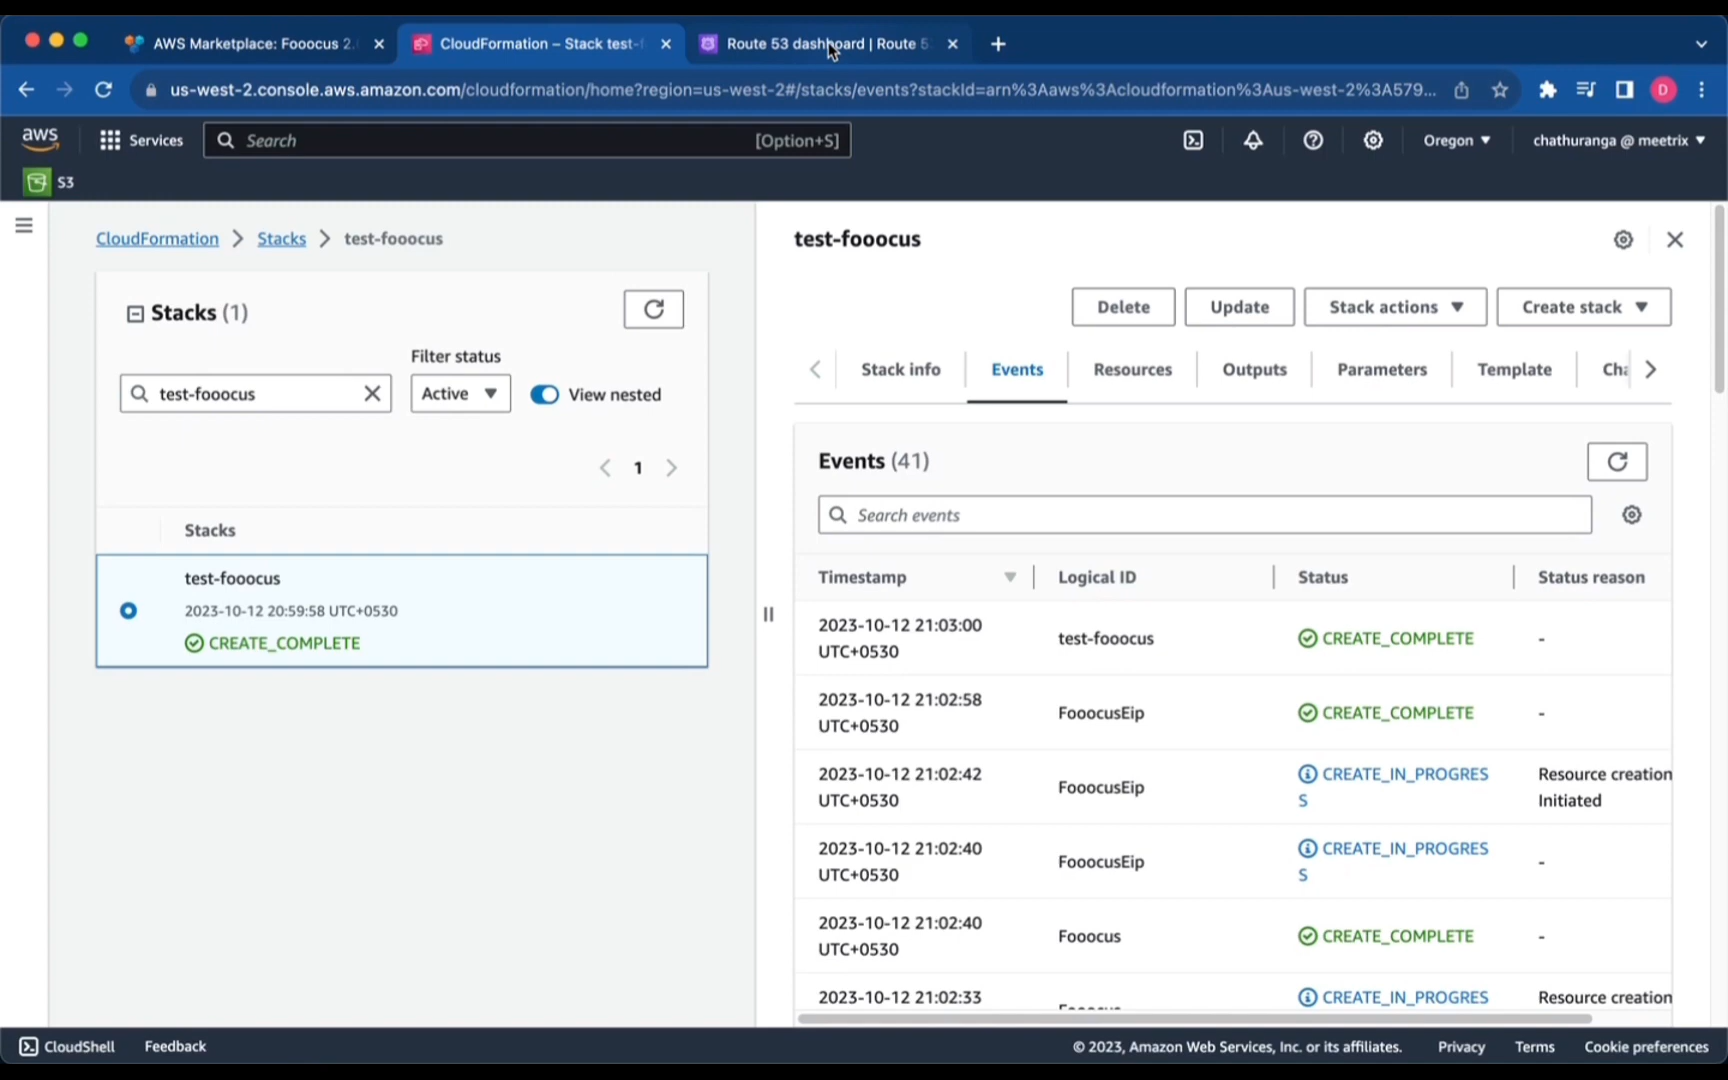 AWS Marketplace: Fooocus 2.
CloudFormation – Stack test-f
Route 53 dashboard | Route 5
us-west-2.console.aws.amazon.com/cloudformation/home?region=us-west-2#/stacks/events?stackId=arn%3Aaws%3Acloudformation%3Aus-west-2%3A579...
D
aws
Services
Search
[Option+S]
Oregon
chathuranga @ meetrix
S3
CloudFormation
Stacks
test-fooocus
Stacks (1)
Filter status
test-fooocus
Active
View nested
1
Stacks
test-fooocus
2023-10-12 20:59:58 UTC+0530
CREATE_COMPLETE
test-fooocus
Delete
Update
Stack actions
Create stack
Stack info
Events
Resources
Outputs
Parameters
Template
Cha
Events (41)
Search events
Timestamp
Logical ID
Status
Status reason
2023-10-12 21:03:00
UTC+0530
test-fooocus
CREATE_COMPLETE
-
2023-10-12 21:02:58
UTC+0530
FooocusEip
CREATE_COMPLETE
-
2023-10-12 21:02:42
UTC+0530
FooocusEip
CREATE_IN_PROGRES
S
Resource creation
Initiated
2023-10-12 21:02:40
UTC+0530
FooocusEip
CREATE_IN_PROGRES
S
-
2023-10-12 21:02:40
UTC+0530
Fooocus
CREATE_COMPLETE
-
2023-10-12 21:02:33
CREATE_IN_PROGRES
Resource creation
CloudShell
Feedback
© 2023, Amazon Web Services, Inc. or its affiliates.
Privacy
Terms
Cookie preferences